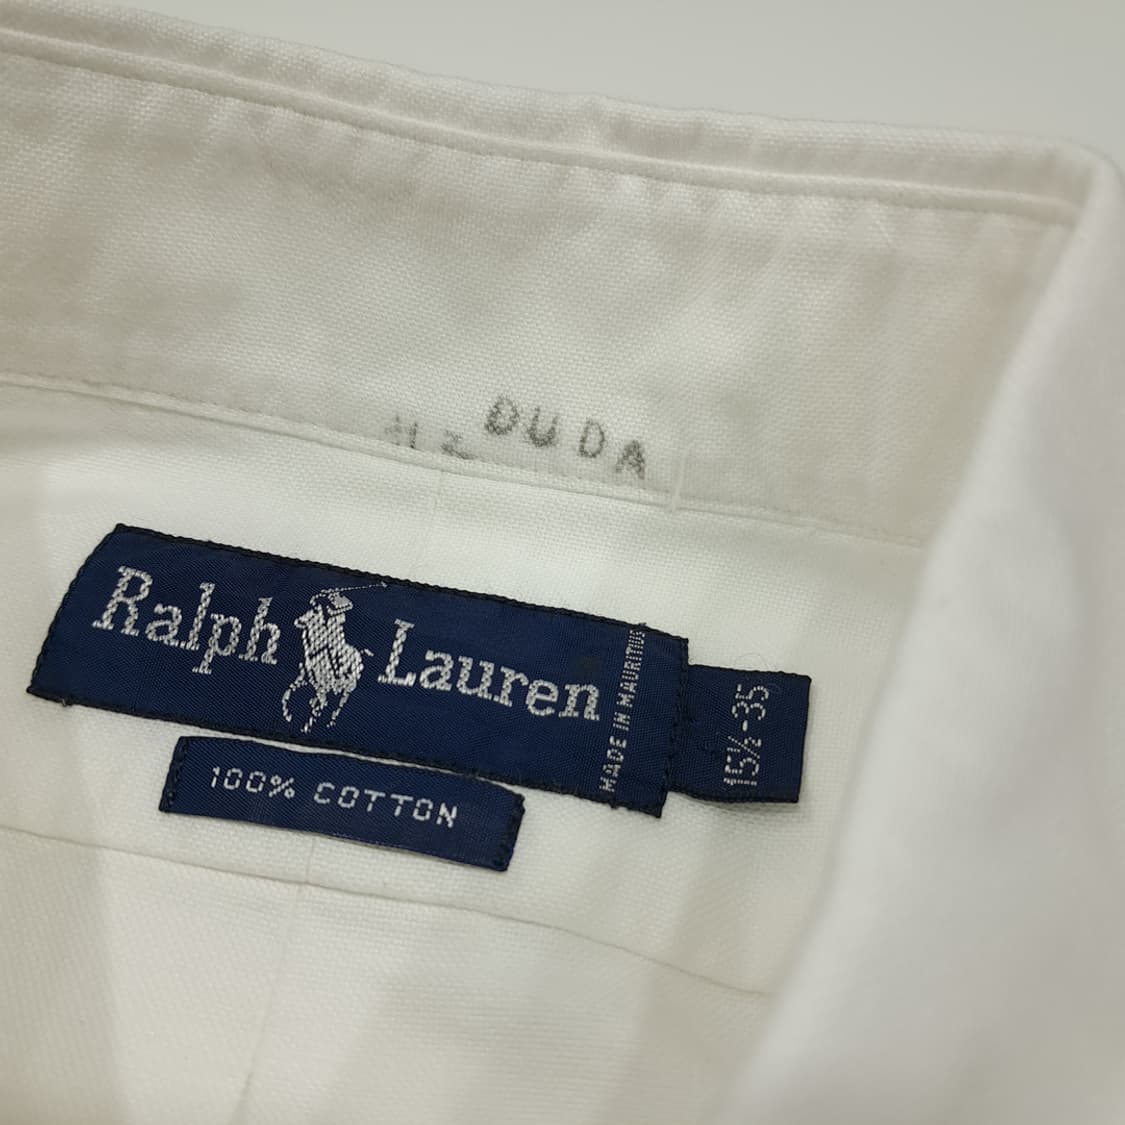 DUDA
Ralph Lauren
MADE IN MAURITIUS
15½-35
100% COTTON